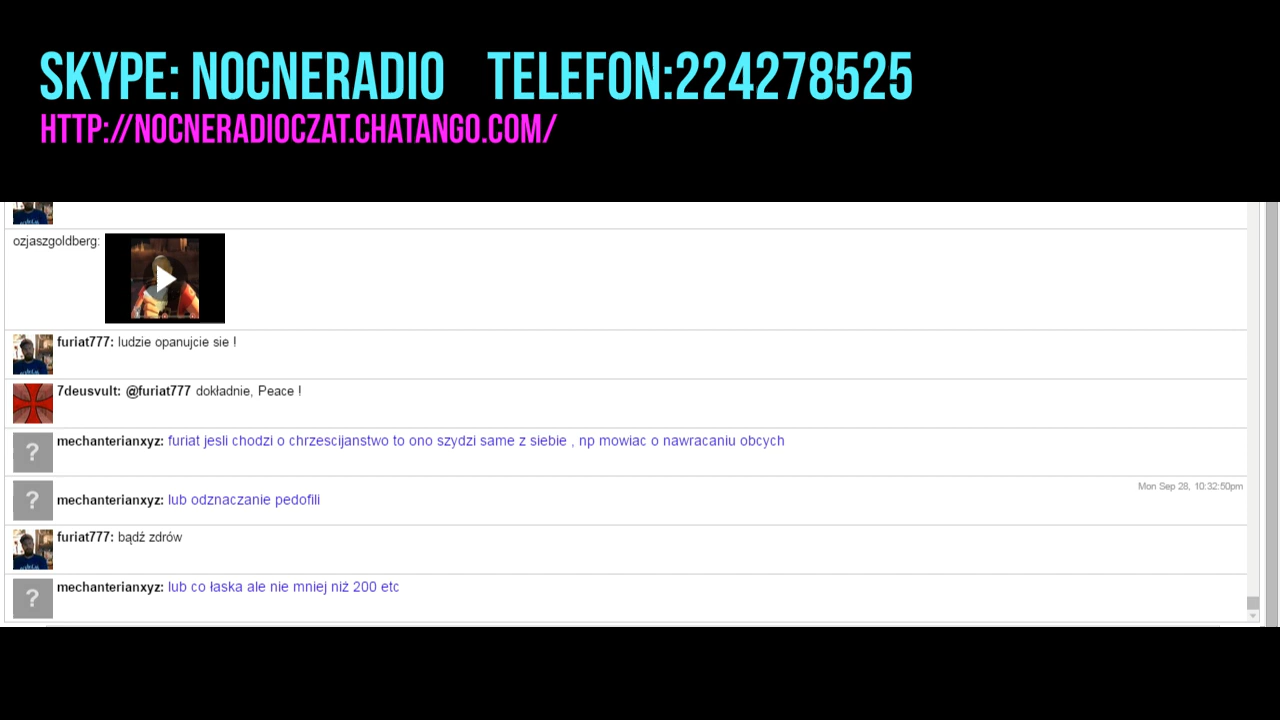 SKYPE: NOCNERADIO TELEFON:224278525
HTTP://NOCNERADIOCZAT.CHATANGO.COM/
ozjaszgoldberg:
furiat777: ludzie opanujcie sie !
7deusvult: @furiat777 dokładnie, Peace !
mechanterianxyz: furiat jesli chodzi o chrzescijanstwo to ono szydzi same z siebie , np mowiac o nawracaniu obcych
Mon Sep 28, 10:32:50pm
mechanterianxyz: lub odznaczanie pedofili
furiat777: bądź zdrów
mechanterianxyz: lub co łaska ale nie mniej niż 200 etc